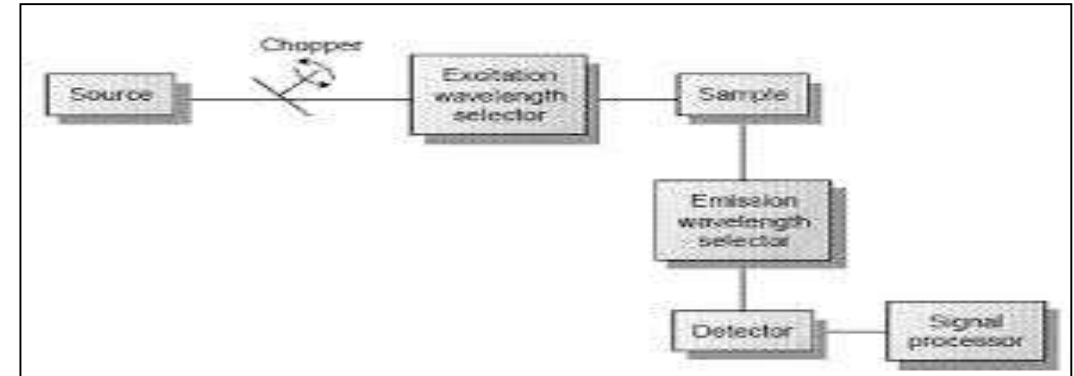 Chopper
Source
Excitation
wavelength
selector
Sample
Emission
wavelength
selector
Detector
Signal
processor